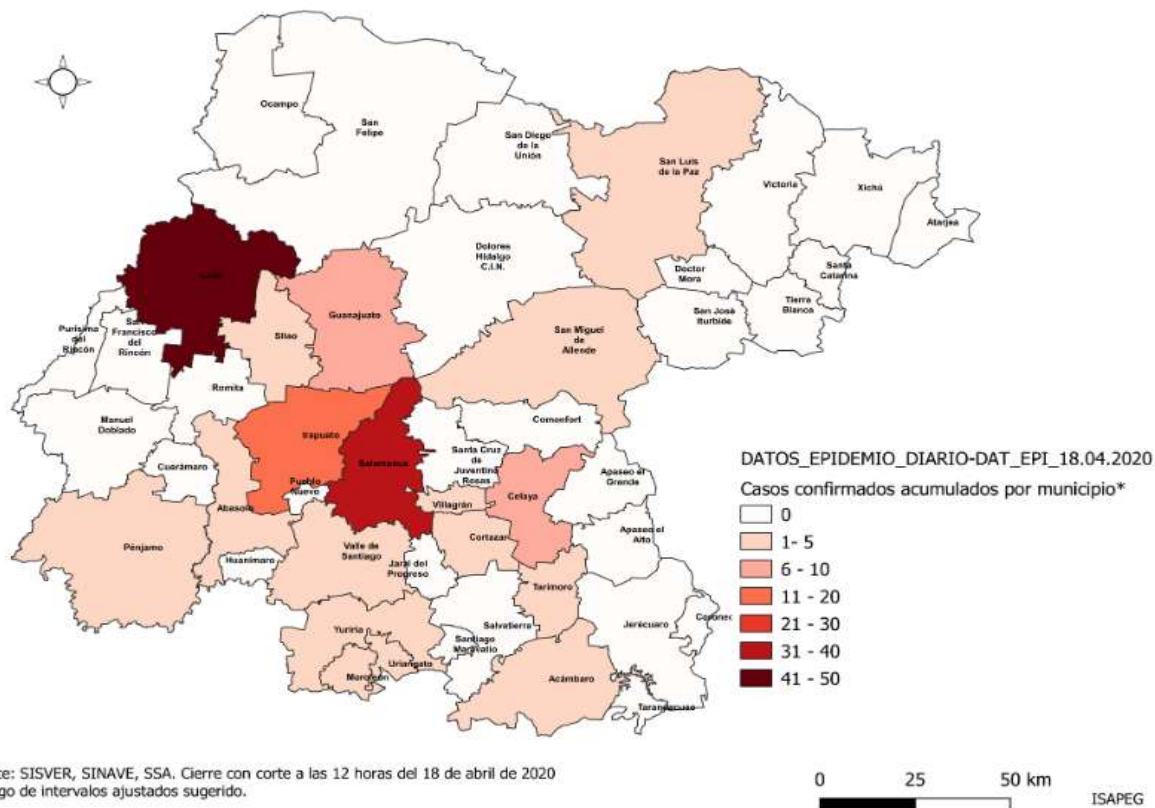 Ocampo
San
Felipe
San Diego
de la
Unión
San Luis
de la Paz
Victoria
Xichú
Atarjea
Dolores
Hidalgo
C.I.N.
Doctor
Mora
Santa
Catarina
San José
Iturbide
Tierra
Blanca
Guanajuato
San Miguel
de
Allende
Silao
Purísima
del
Rincón
San
Francisco
del
Rincón
Romita
Manuel
Doblado
Irapuato
Salamanca
Comonfort
Santa Cruz
de
Juventino
Rosas
Cuerámaro
Pueblo
Nuevo
Celaya
Apaseo el
Grande
Villagrán
Abasolo
Cortazar
Apaseo el
Alto
Pénjamo
Valle de
Santiago
Huanímaro
Jaral del
Progreso
Tarimoro
Salvatierra
Jerécuaro
Yuriria
Santiago
Maravatío
Uriangato
Moroleón
Acámbaro
DATOS_EPIDEMIO_DIARIO-DAT_EPI_18.04.2020
Casos confirmados acumulados por municipio*
0
1- 5
6 - 10
11 - 20
21 - 30
31 - 40
41 - 50
te: SISVER, SINAVE, SSA. Cierre con corte a las 12 horas del 18 de abril de 2020
go de intervalos ajustados sugerido.
0 25 50 km
ISAPEG